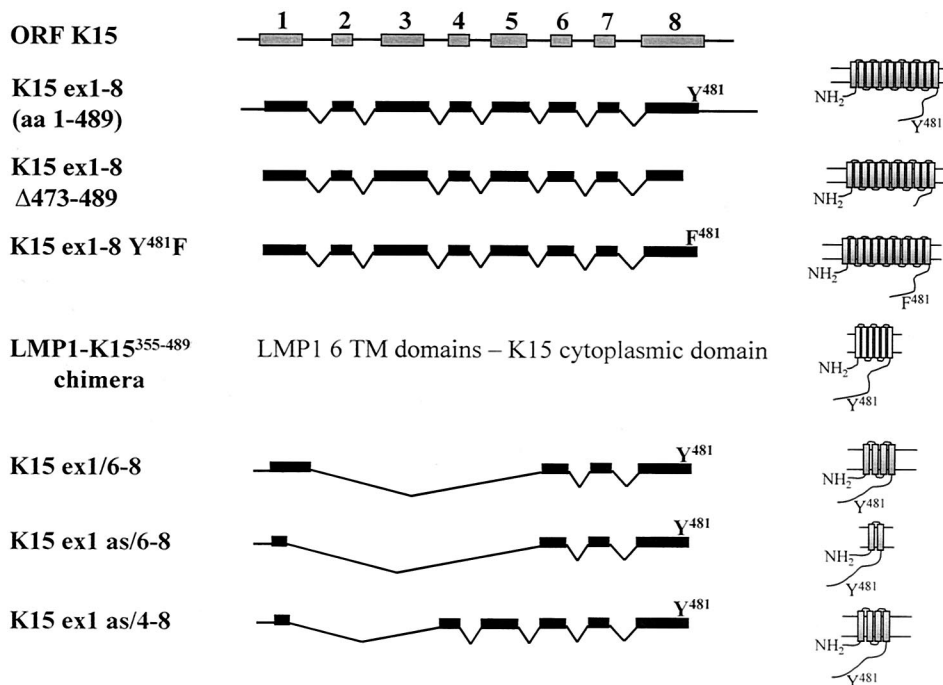 1 2 3 4 5 6 7 8
ORF K15
K15 ex1-8
(aa 1-489)
Y481
NH2
Y481
K15 ex1-8
Δ473-489
NH2
K15 ex1-8 Y481F
F481
NH2
F481
LMP1-K15355-489
chimera
LMP1 6 TM domains – K15 cytoplasmic domain
NH2
Y481
K15 ex1/6-8
Y481
NH2
Y481
K15 ex1 as/6-8
Y481
NH2
Y481
K15 ex1 as/4-8
Y481
NH2
Y481